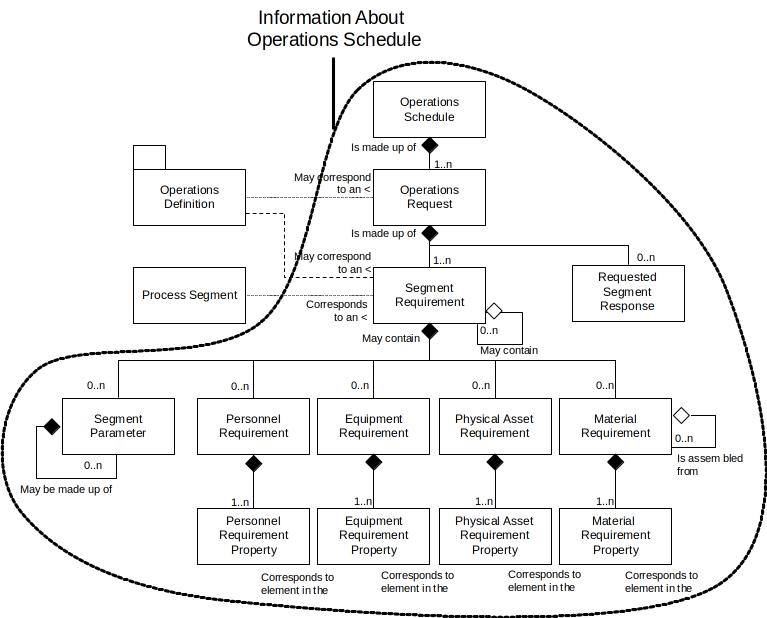 Information About
Operations Schedule
Operations
Schedule
Is made up of
1..n
May correspond
to an <
Operations
Definition
Operations
Request
Is made up of
1..n
0..n
May correspond
to an <
Process Segment
Segment
Requirement
Requested
Segment
Response
Corresponds
to an <
0..n
May contain
May contain
0..n
0..n
0..n
0..n
0..n
Segment
Parameter
Personnel
Requirement
Equipment
Requirement
Physical Asset
Requirement
Material
Requirement
0..n
0..n
May be made up of
Is assem bled
from
1..n
1..n
1..n
1..n
Personnel
Requirement
Property
Equipment
Requirement
Property
Physical Asset
Requirement
Property
Material
Requirement
Property
Corresponds to
element in the
Corresponds to
element in the
Corresponds to
element in the
Corresponds to
element in the